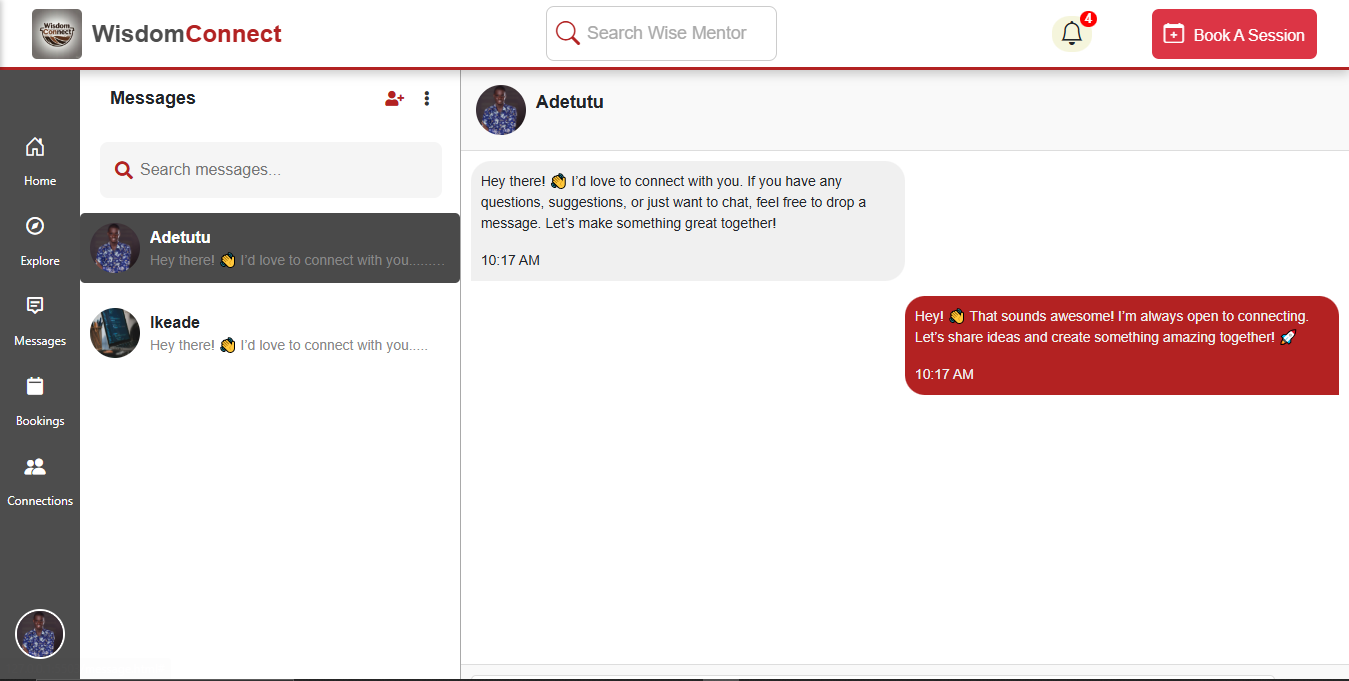 Wisdom
Connect
WisdomConnect
Search Wise Mentor
4
Book A Session
Home
Explore
Messages
Bookings
Connections
Messages
Search messages...
Adetutu
Hey there! 👋 I’d love to connect with you.........
Ikeade
Hey there! 👋 I’d love to connect with you.....
Adetutu
Hey there! 👋 I’d love to connect with you. If you have any
questions, suggestions, or just want to chat, feel free to drop a
message. Let’s make something great together!
10:17 AM
Hey! 👋 That sounds awesome! I’m always open to connecting.
Let’s share ideas and create something amazing together! 🚀
10:17 AM